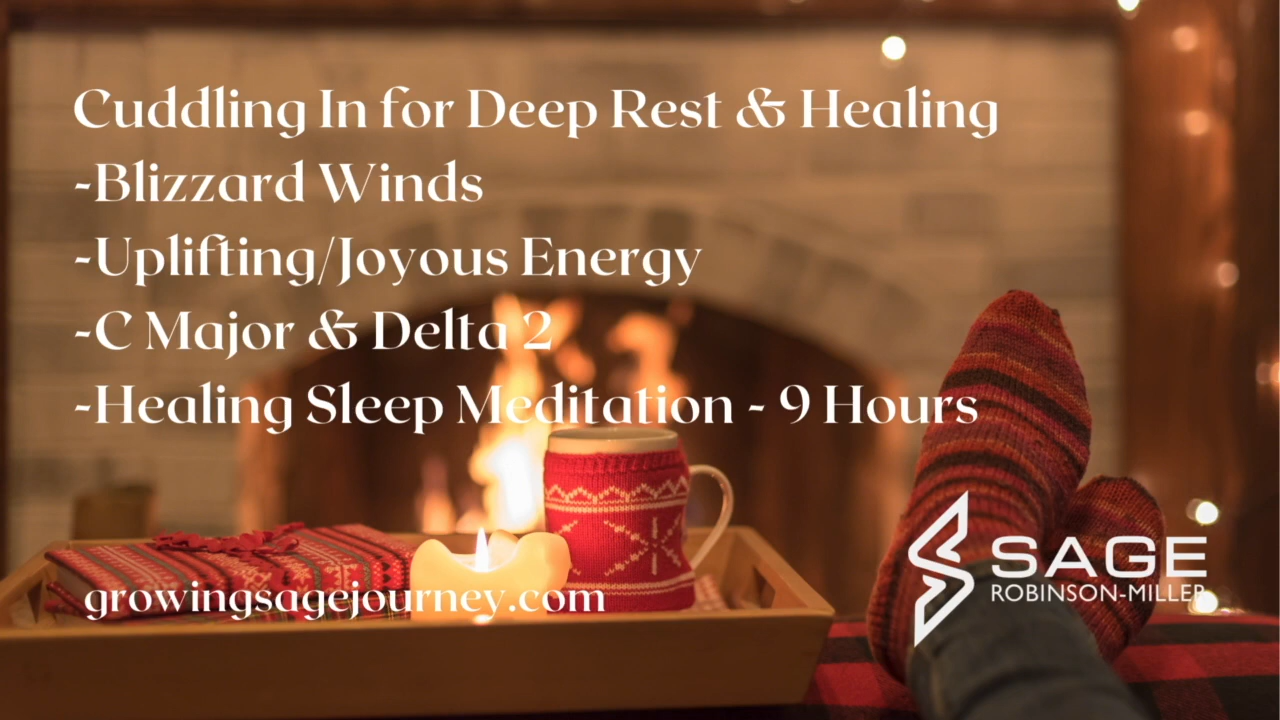 Cuddling In for Deep Rest & Healing
-Blizzard Winds
-Uplifting/Joyous Energy
-C Major & Delta 2
-Healing Sleep Meditation - 9 Hours
growingsagejourney.com
SAGE
ROBINSON-MILLER